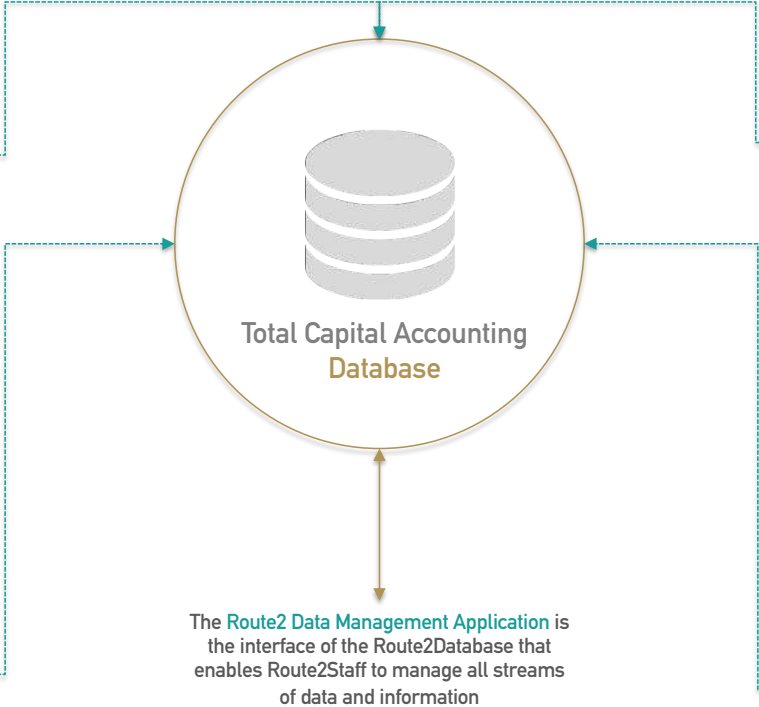 Total Capital Accounting
Database
The Route2 Data Management Application is
the interface of the Route2Database that
enables Route2Staff to manage all streams
of data and information